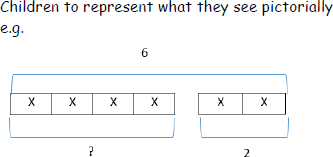 Children to represent what they see pictorially
e.g.
6
X X X X X X
? 2